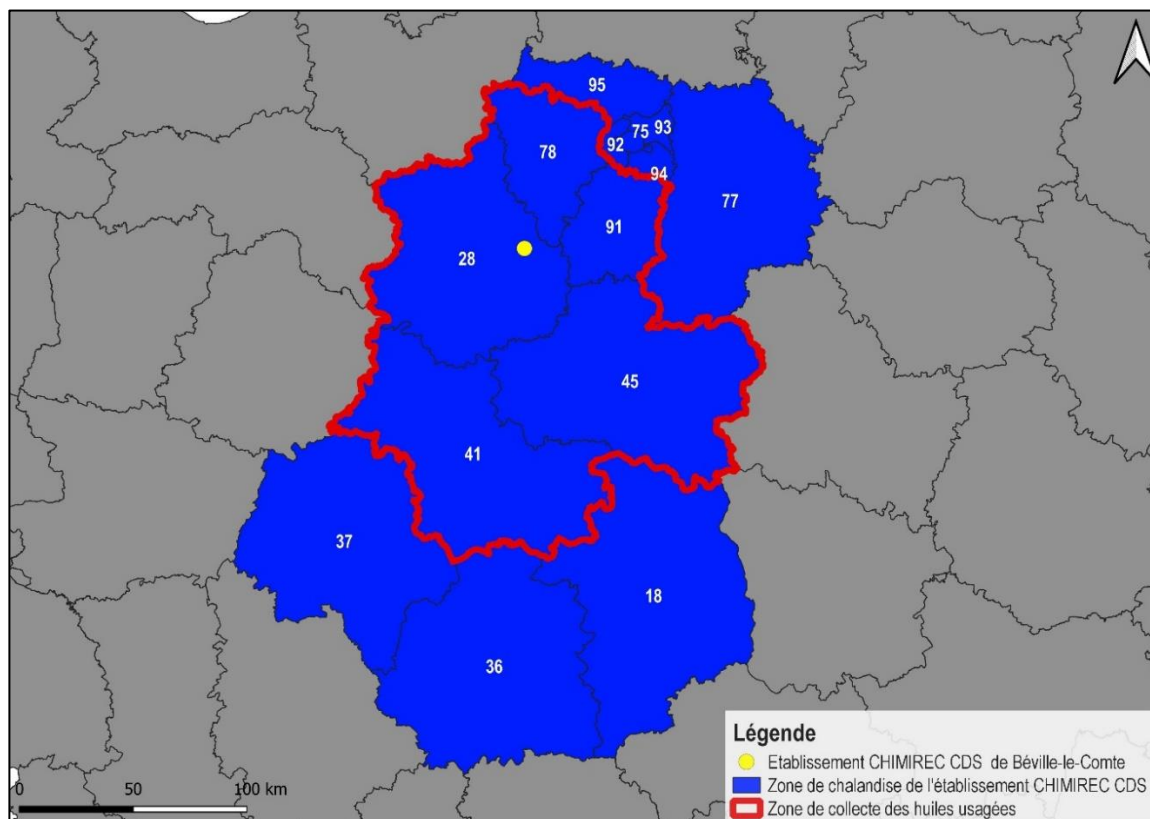 95
75
93
92
78
94
77
91
28
45
41
37
18
36
Légende
Etablissement CHIMIREC CDS de Béville-le-Comte
Zone de chalandise de l'établissement CHIMIREC CDS
Zone de collecte des huiles usagées
0 50 100 km